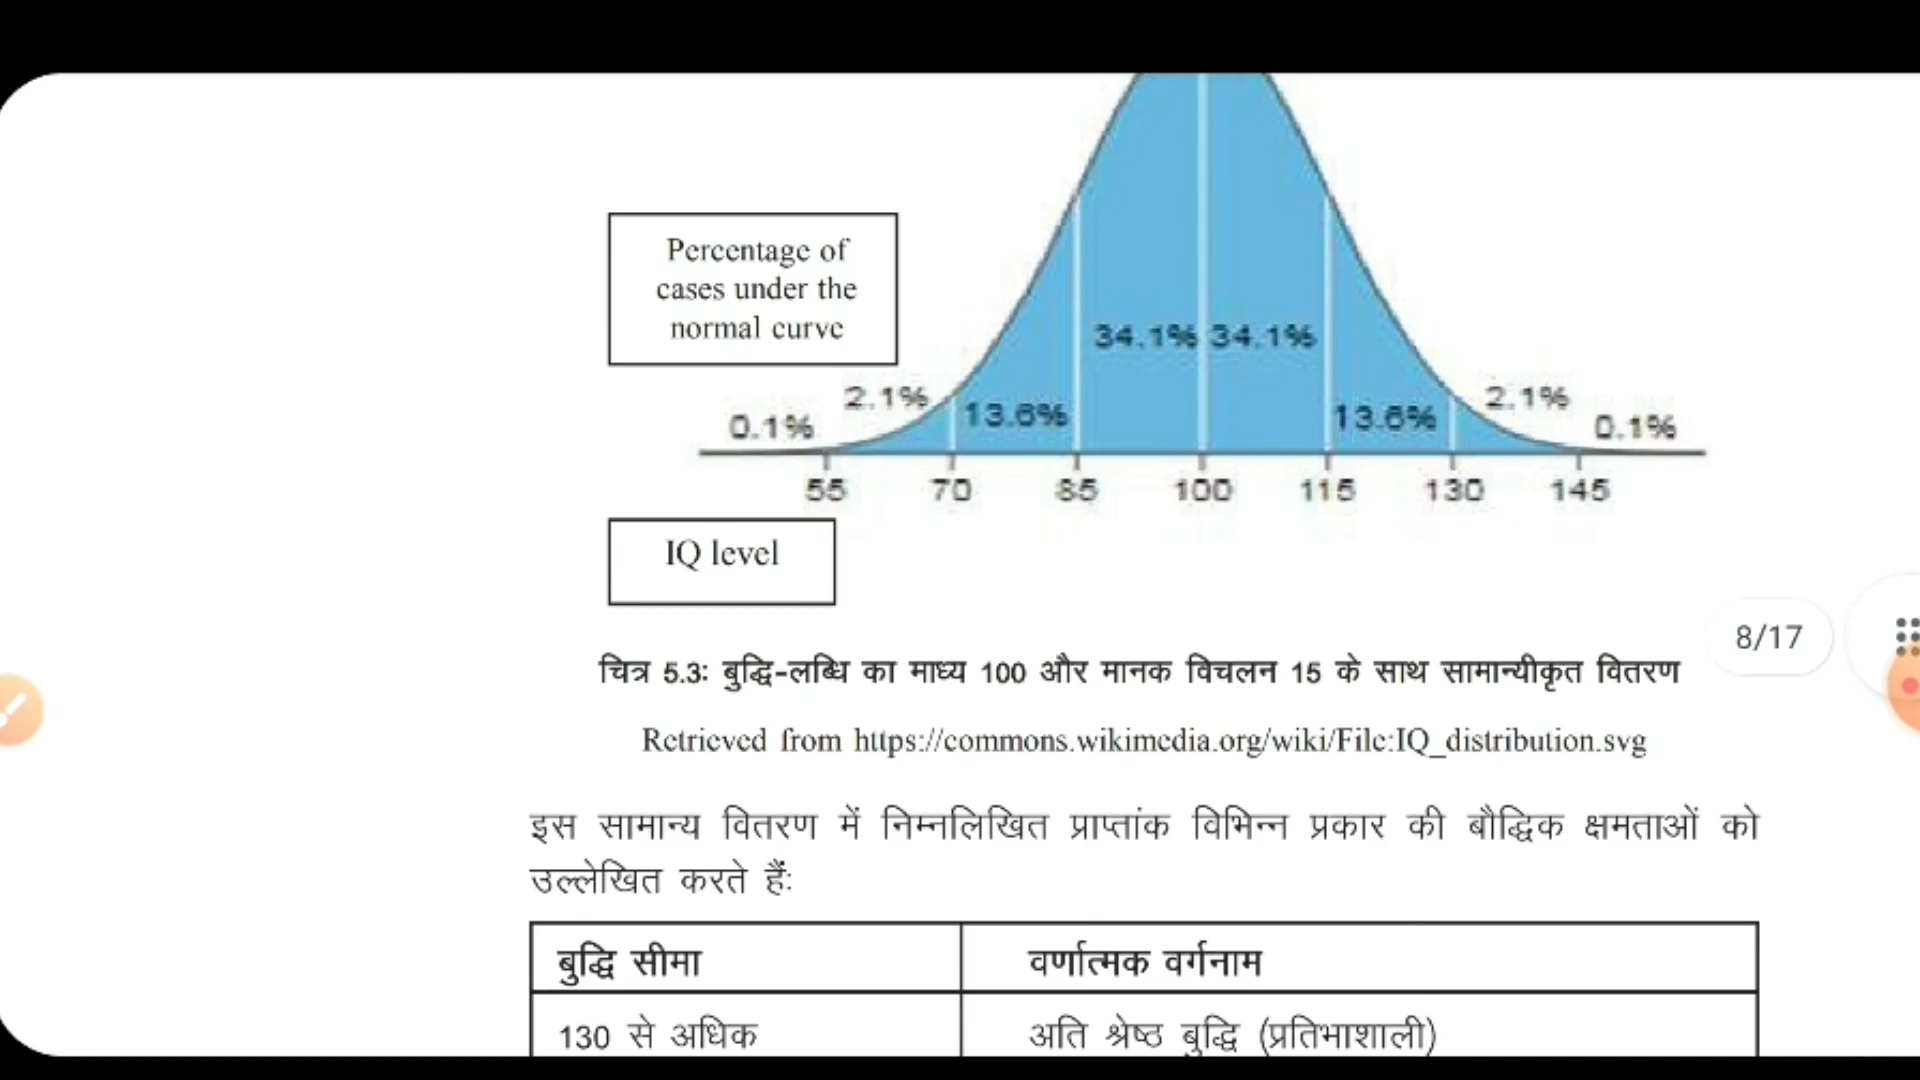 Percentage of
cases under the
normal curve
34.1% 34.1%
2.1% 13.6% 13.6% 2.1%
0.1% 0.1%
55 70 85 100 115 130 145
IQ level
8/17
चित्र 5.3: बुद्धि-लब्धि का माध्य 100 और मानक विचलन 15 के साथ सामान्यीकृत वितरण
Retrieved from https://commons.wikimedia.org/wiki/File:IQ_distribution.svg
इस सामान्य वितरण में निम्नलिखित प्राप्तांक विभिन्न प्रकार की बौद्धिक क्षमताओं को
उल्लेखित करते हैं:
बुद्धि सीमा वर्णात्मक वर्गनाम
130 से अधिक अति श्रेष्ठ बुद्धि (प्रतिभाशाली)